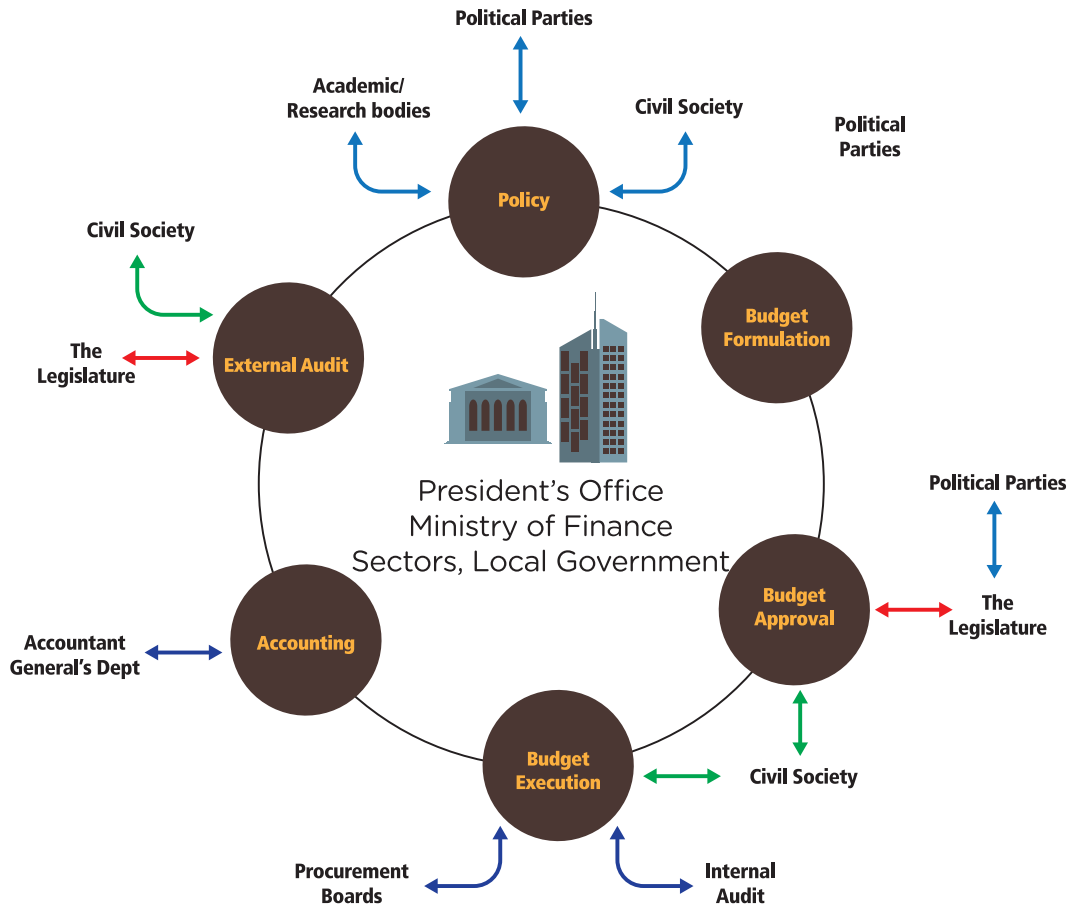 Political Parties
Academic/
Research bodies
Civil Society
Political
Parties
Policy
Civil Society
Budget
Formulation
The
Legislature
External Audit
President's Office
Ministry of Finance
Sectors, Local Government
Political Parties
Budget
Approval
The
Legislature
Accountant
General's Dept
Accounting
Budget
Execution
Civil Society
Procurement
Boards
Internal
Audit